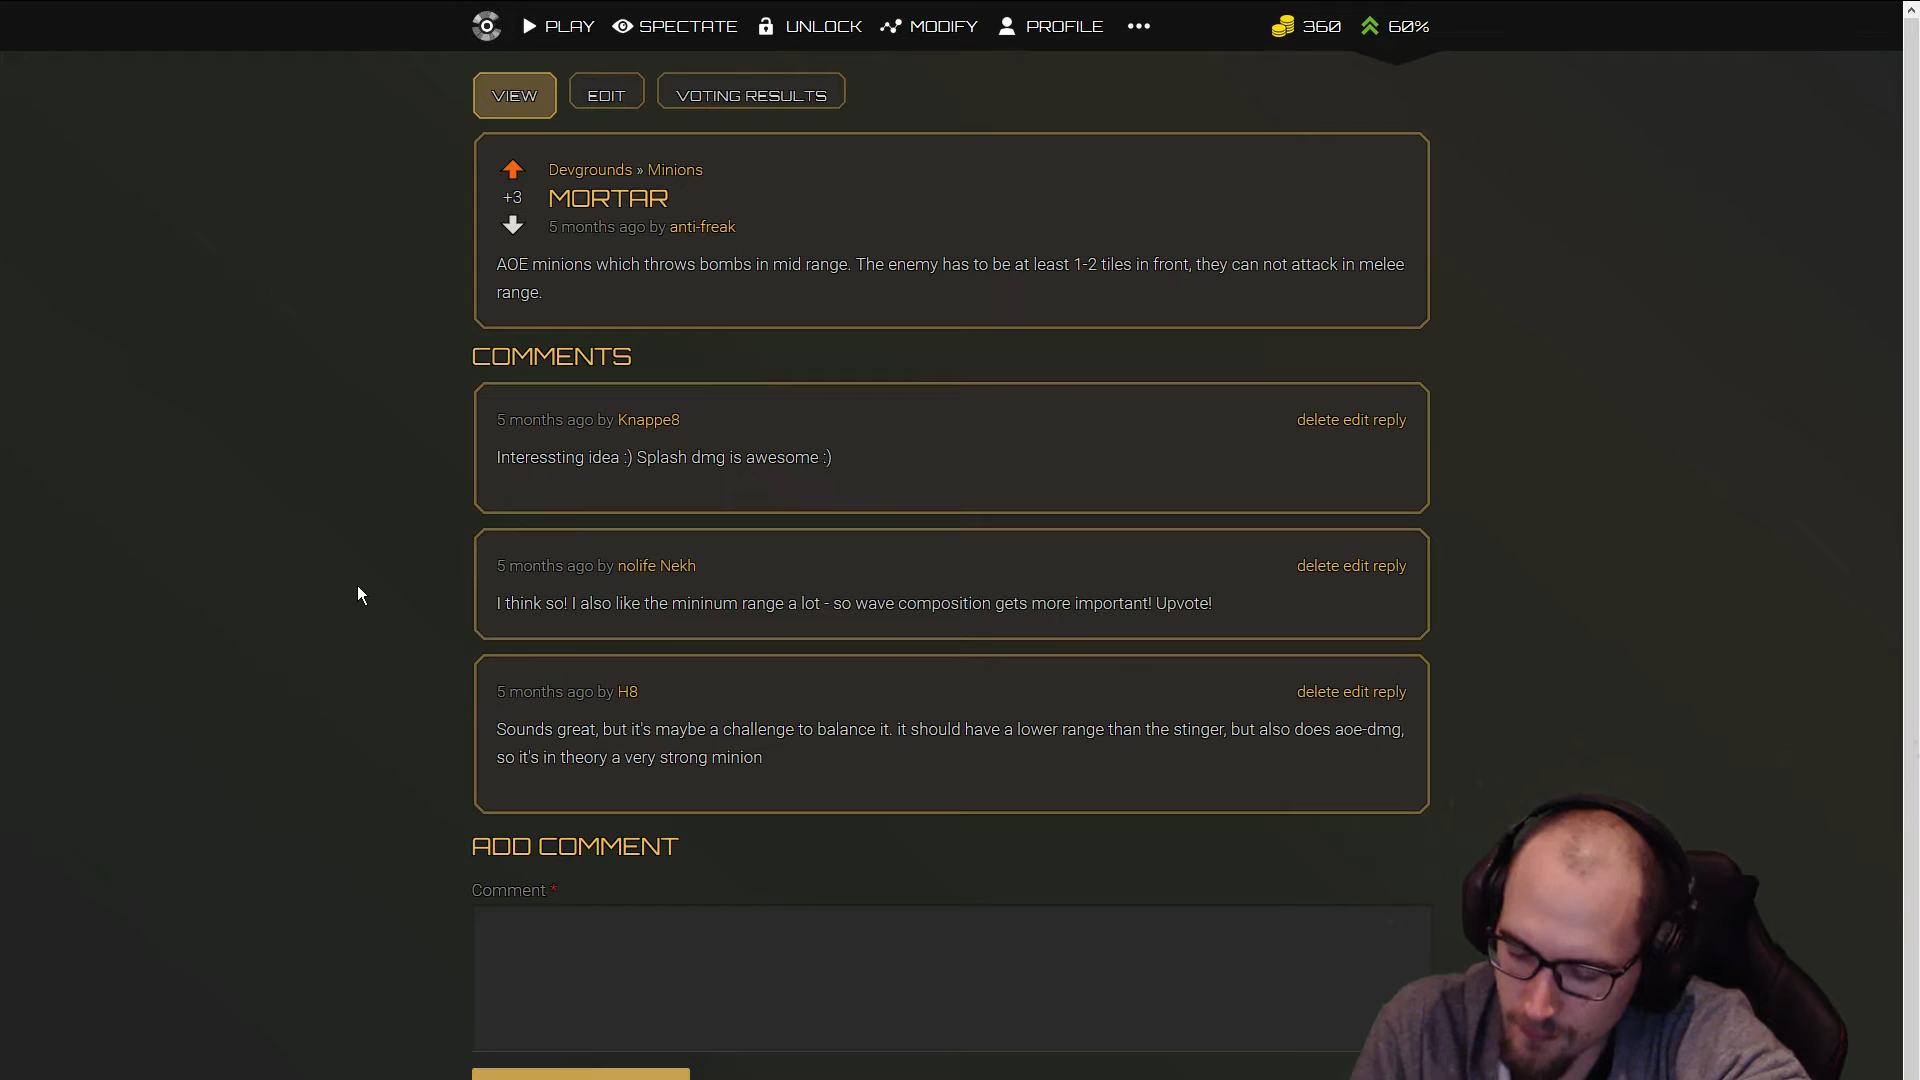 PLAY SPECTATE UNLOCK MODIFY PROFILE 360 60%
VIEW EDIT VOTING RESULTS
Devgrounds » Minions
+3
MORTAR
5 months ago by anti-freak
AOE minions which throws bombs in mid range. The enemy has to be at least 1-2 tiles in front, they can not attack in melee
range.
COMMENTS
5 months ago by Knappe8 delete edit reply
Interessting idea :) Splash dmg is awesome :)
5 months ago by nolife Nekh delete edit reply
I think so! I also like the mininum range a lot - so wave composition gets more important! Upvote!
5 months ago by H8 delete edit reply
Sounds great, but it's maybe a challenge to balance it. it should have a lower range than the stinger, but also does aoe-dmg,
so it's in theory a very strong minion
ADD COMMENT
Comment *